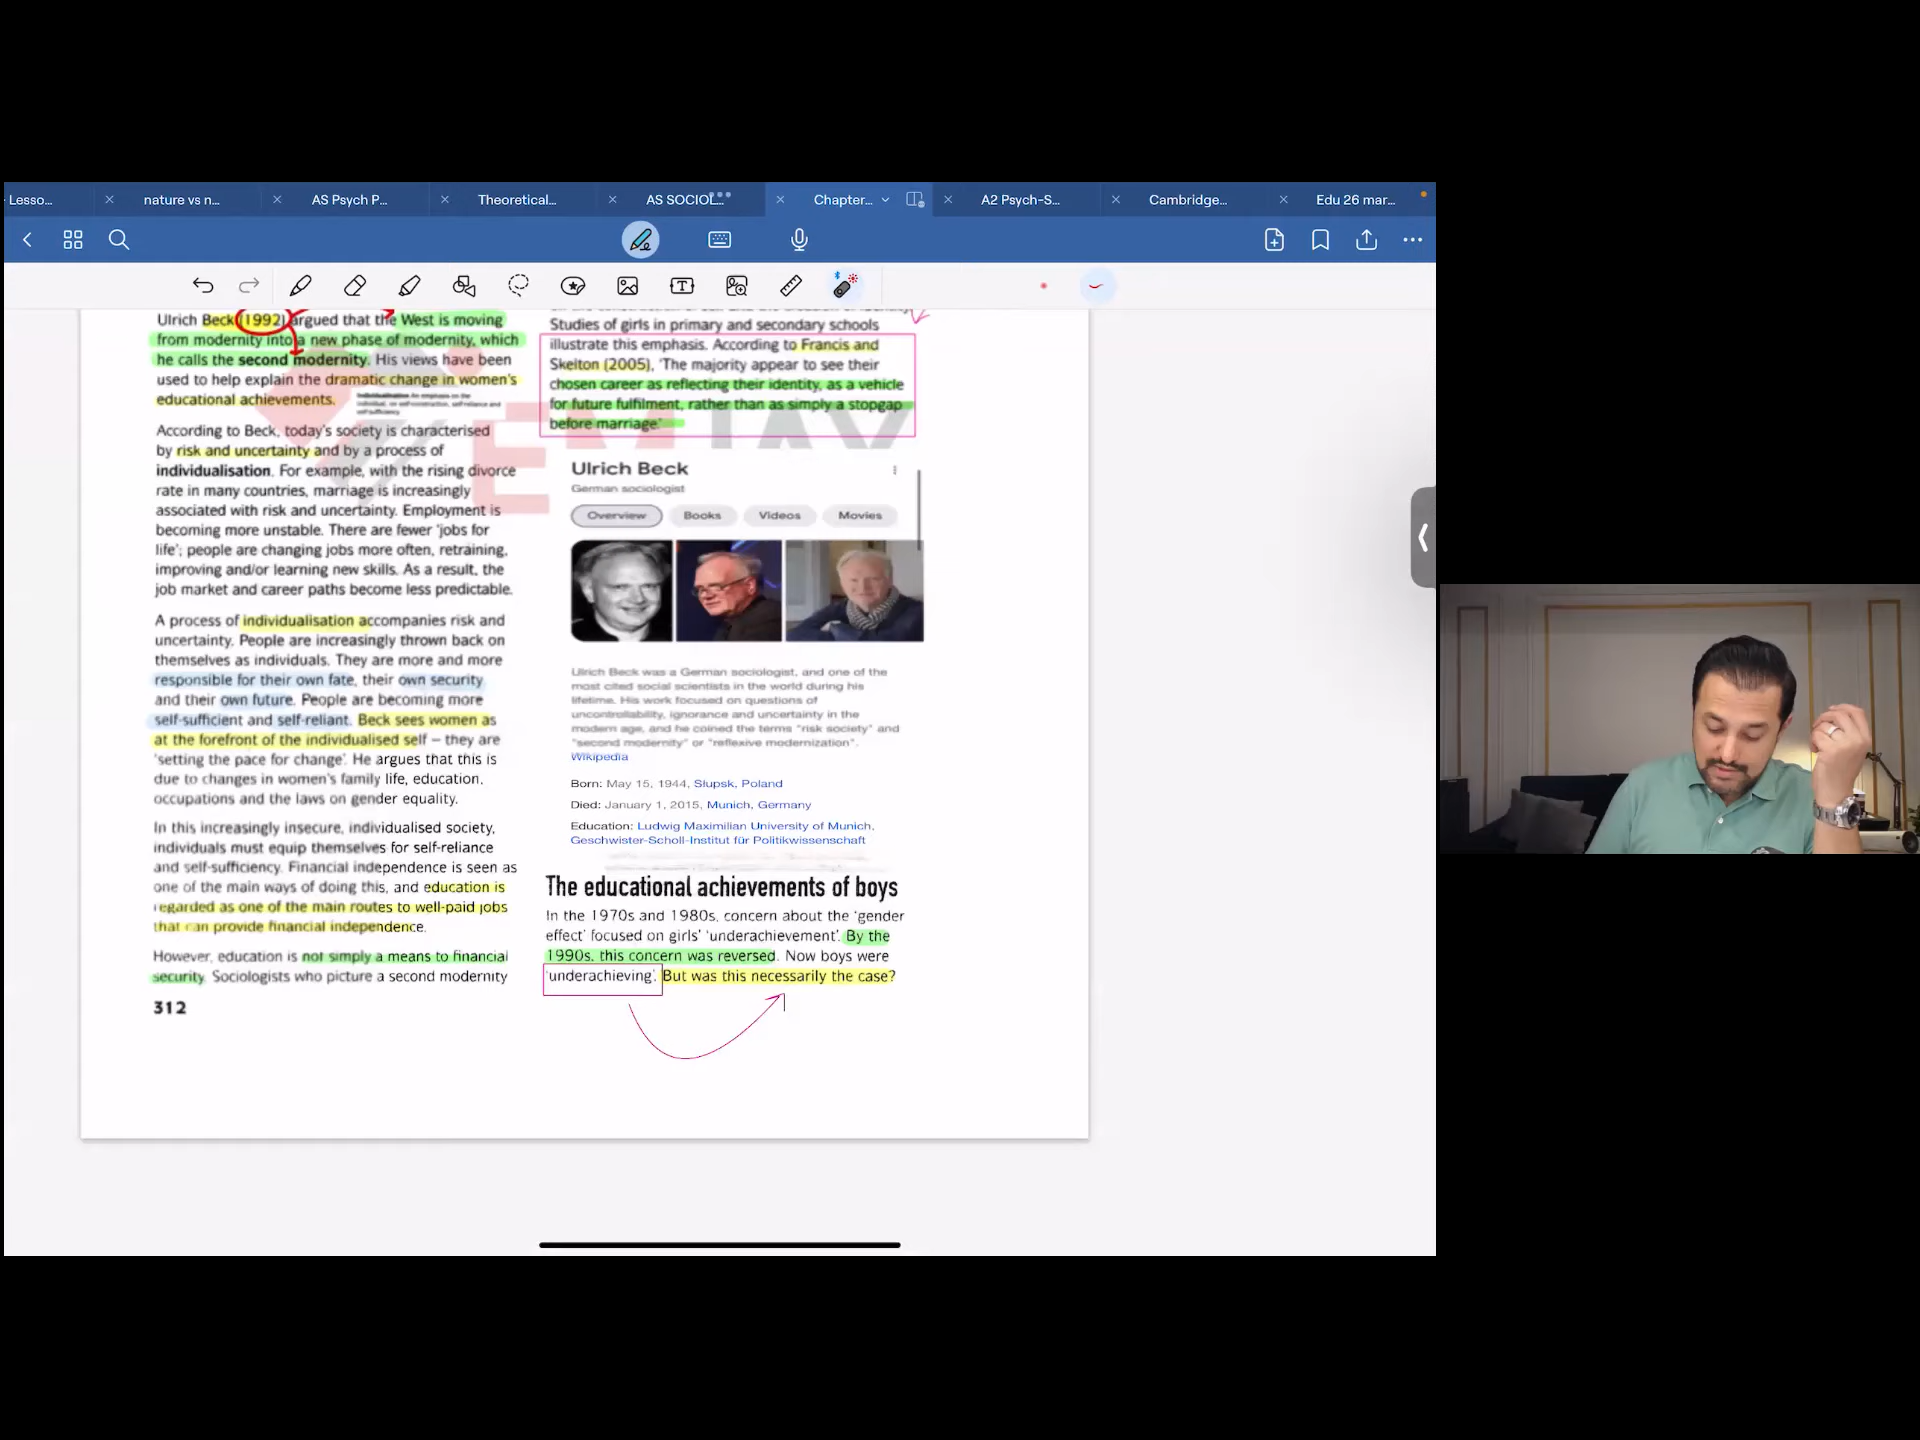 Lesso...
nature vs n...
AS Psych P...
Theoretical...
AS SOCIOL...
Chapter...
A2 Psych-S...
Cambridge...
Edu 26 mar...
Ulrich Beck (1992) argued that the West is moving
from modernity into a new phase of modernity, which
he calls the second modernity. His views have been
used to help explain the dramatic change in women's
educational achievements.
Individualisation An emphasis on the
individual, on self-construction, self-reliance and
self-sufficiency.
According to Beck, today's society is characterised
by risk and uncertainty and by a process of
individualisation. For example, with the rising divorce
rate in many countries, marriage is increasingly
associated with risk and uncertainty. Employment is
becoming more unstable. There are fewer 'jobs for
life'; people are changing jobs more often, retraining,
improving and/or learning new skills. As a result, the
job market and career paths become less predictable.
A process of individualisation accompanies risk and
uncertainty. People are increasingly thrown back on
themselves as individuals. They are more and more
responsible for their own fate, their own security
and their own future. People are becoming more
self-sufficient and self-reliant. Beck sees women as
at the forefront of the individualised self – they are
'setting the pace for change'. He argues that this is
due to changes in women's family life, education,
occupations and the laws on gender equality.
In this increasingly insecure, individualised society,
individuals must equip themselves for self-reliance
and self-sufficiency. Financial independence is seen as
one of the main ways of doing this, and education is
regarded as one of the main routes to well-paid jobs
that can provide financial independence.
However, education is not simply a means to financial
security. Sociologists who picture a second modernity
312
Studies of girls in primary and secondary schools
illustrate this emphasis. According to Francis and
Skelton (2005), 'The majority appear to see their
chosen career as reflecting their identity, as a vehicle
for future fulfilment, rather than as simply a stopgap
before marriage.'
Ulrich Beck
German sociologist
Overview
Books
Videos
Movies
Ulrich Beck was a German sociologist, and one of the
most cited social scientists in the world during his
lifetime. His work focused on questions of
uncontrollability, ignorance and uncertainty in the
modern age, and he coined the terms "risk society" and
"second modernity" or "reflexive modernization".
Wikipedia
Born: May 15, 1944, Słupsk, Poland
Died: January 1, 2015, Munich, Germany
Education: Ludwig Maximilian University of Munich,
Geschwister-Scholl-Institut für Politikwissenschaft
The educational achievements of boys
In the 1970s and 1980s, concern about the 'gender
effect' focused on girls' 'underachievement'. By the
1990s, this concern was reversed. Now boys were
'underachieving'. But was this necessarily the case?